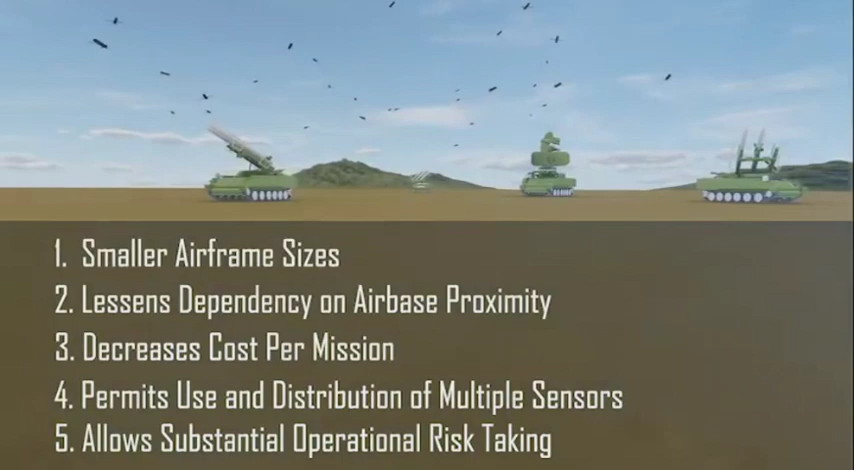 1. Smaller Airframe Sizes
2. Lessens Dependency on Airbase Proximity
3. Decreases Cost Per Mission
4. Permits Use and Distribution of Multiple Sensors
5. Allows Substantial Operational Risk Taking